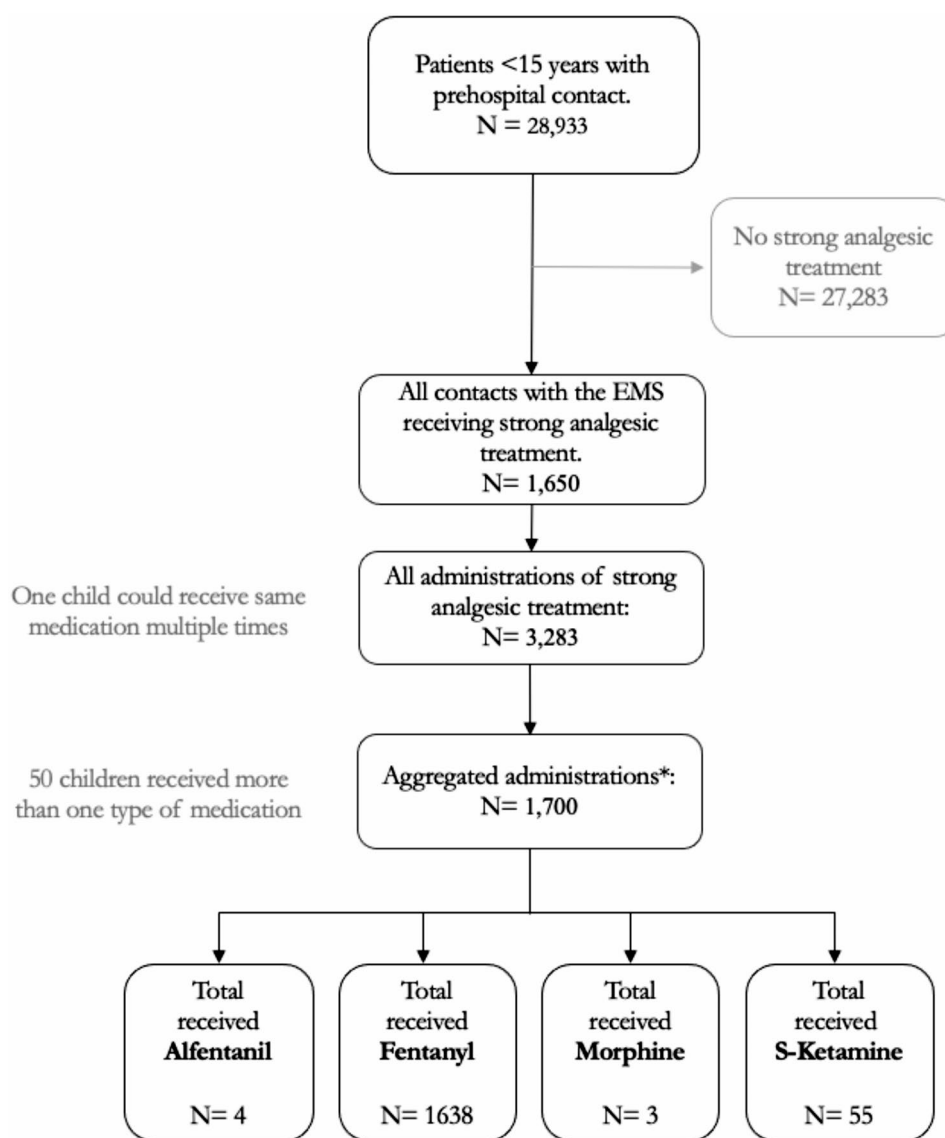 Patients <15 years with
prehospital contact.
N = 28,933
No strong analgesic
treatment
N= 27,283
All contacts with the EMS
receiving strong analgesic
treatment.
N= 1,650
One child could receive same
medication multiple times
All administrations of strong
analgesic treatment:
N= 3,283
50 children received more
than one type of medication
Aggregated administrations*:
N= 1,700
Total
received
Alfentanil
N= 4
Total
received
Fentanyl
N= 1638
Total
received
Morphine
N= 3
Total
received
S-Ketamine
N= 55